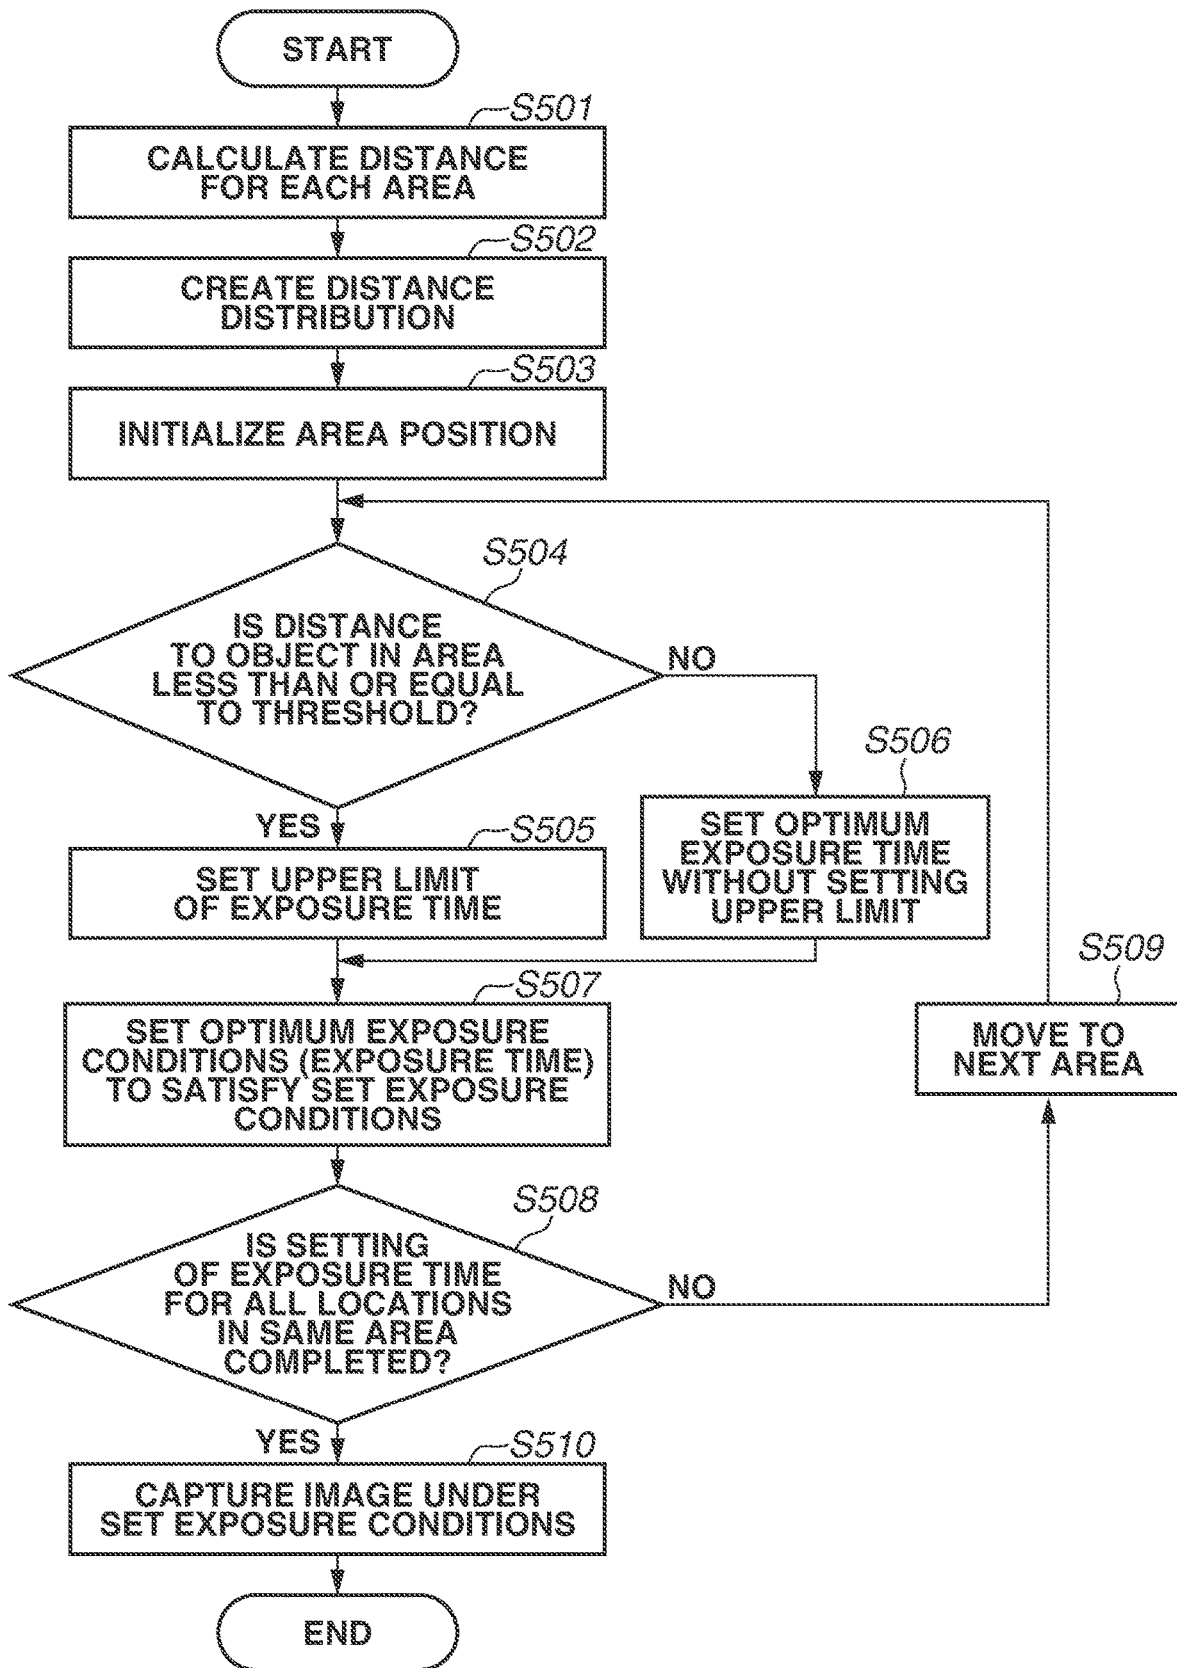 START
S501
CALCULATE DISTANCE
FOR EACH AREA
S502
CREATE DISTANCE
DISTRIBUTION
S503
INITIALIZE AREA POSITION
S504
IS DISTANCE
TO OBJECT IN AREA
LESS THAN OR EQUAL
TO THRESHOLD?
NO
YES
S505
SET UPPER LIMIT
OF EXPOSURE TIME
S506
SET OPTIMUM
EXPOSURE TIME
WITHOUT SETTING
UPPER LIMIT
S507
SET OPTIMUM EXPOSURE
CONDITIONS (EXPOSURE TIME)
TO SATISFY SET EXPOSURE
CONDITIONS
S508
IS SETTING
OF EXPOSURE TIME
FOR ALL LOCATIONS
IN SAME AREA
COMPLETED?
NO
S509
MOVE TO
NEXT AREA
YES
S510
CAPTURE IMAGE UNDER
SET EXPOSURE CONDITIONS
END